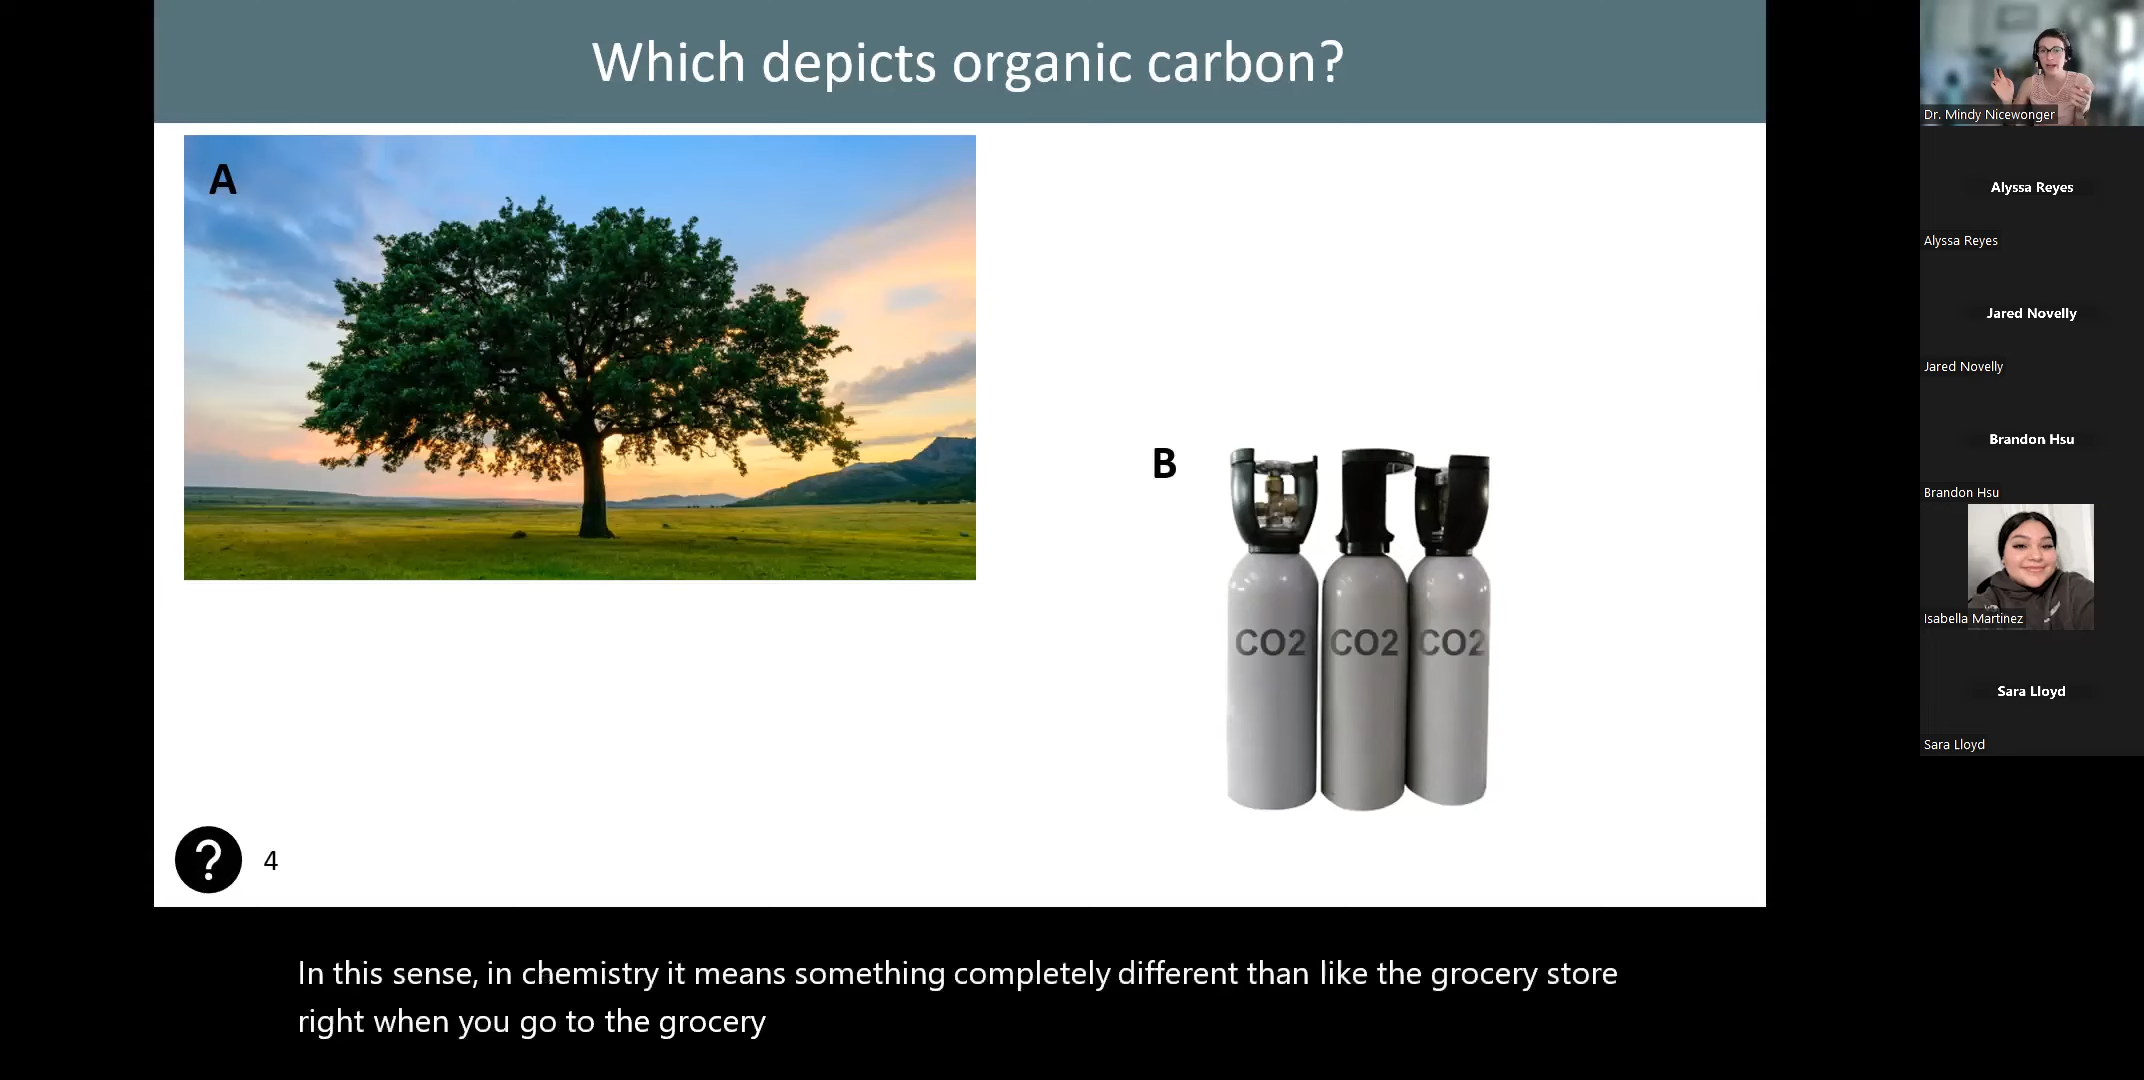 Which depicts organic carbon?
A
B
CO2 CO2 CO2
? 4
In this sense, in chemistry it means something completely different than like the grocery store
right when you go to the grocery
Dr. Mindy Nicewonger
Alyssa Reyes
Alyssa Reyes
Jared Novelly
Jared Novelly
Brandon Hsu
Brandon Hsu
Isabella Martinez
Sara Lloyd
Sara Lloyd